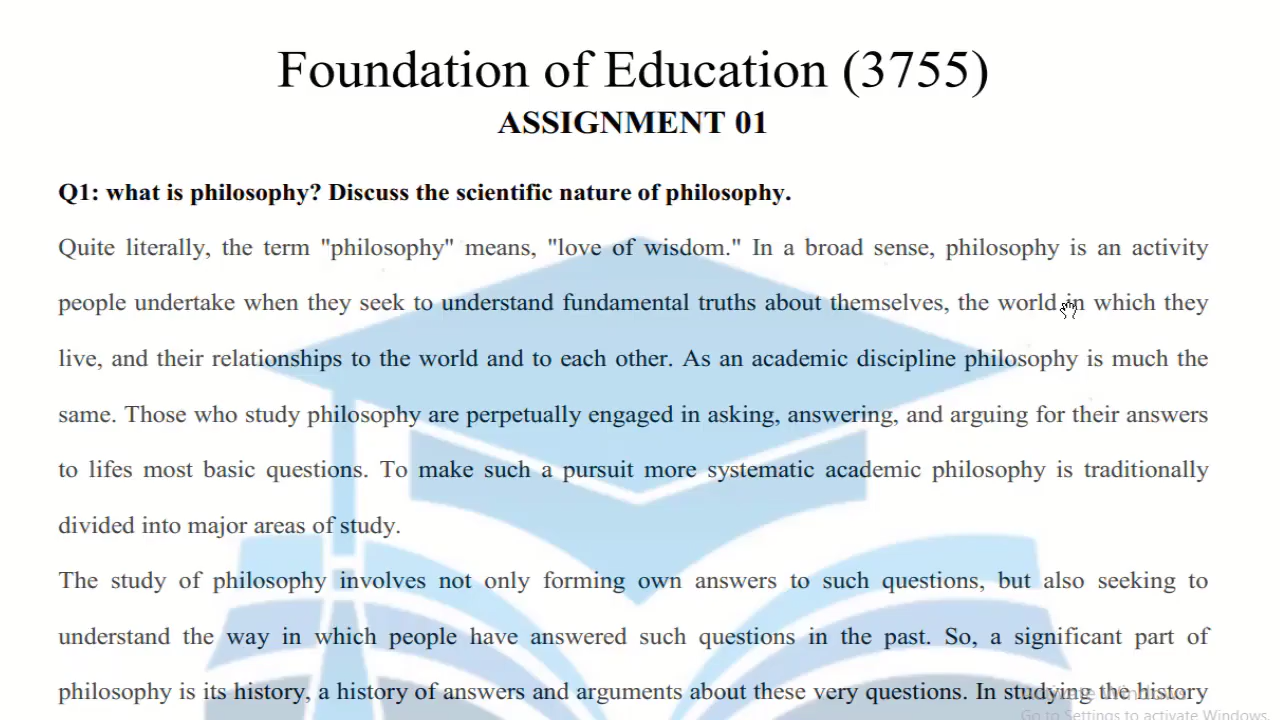 Foundation of Education (3755)
ASSIGNMENT 01
Q1: what is philosophy? Discuss the scientific nature of philosophy.
Quite literally, the term "philosophy" means, "love of wisdom." In a broad sense, philosophy is an activity
people undertake when they seek to understand fundamental truths about themselves, the world in which they
live, and their relationships to the world and to each other. As an academic discipline philosophy is much the
same. Those who study philosophy are perpetually engaged in asking, answering, and arguing for their answers
to lifes most basic questions. To make such a pursuit more systematic academic philosophy is traditionally
divided into major areas of study.
The study of philosophy involves not only forming own answers to such questions, but also seeking to
understand the way in which people have answered such questions in the past. So, a significant part of
philosophy is its history, a history of answers and arguments about these very questions. In studying the history
Activate Windows
Go to Settings to activate Windows.